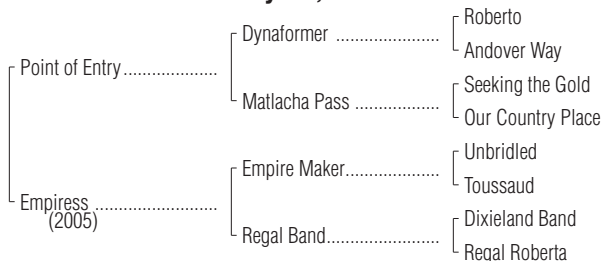 Roberto
Dynaformer ....................
Andover Way
Point of Entry ..................
Seeking the Gold
Matlacha Pass ................
Our Country Place
Unbridled
Empire Maker..................
Toussaud
Empiress .......................
(2005)
Dixieland Band
Regal Band......................
Regal Roberta